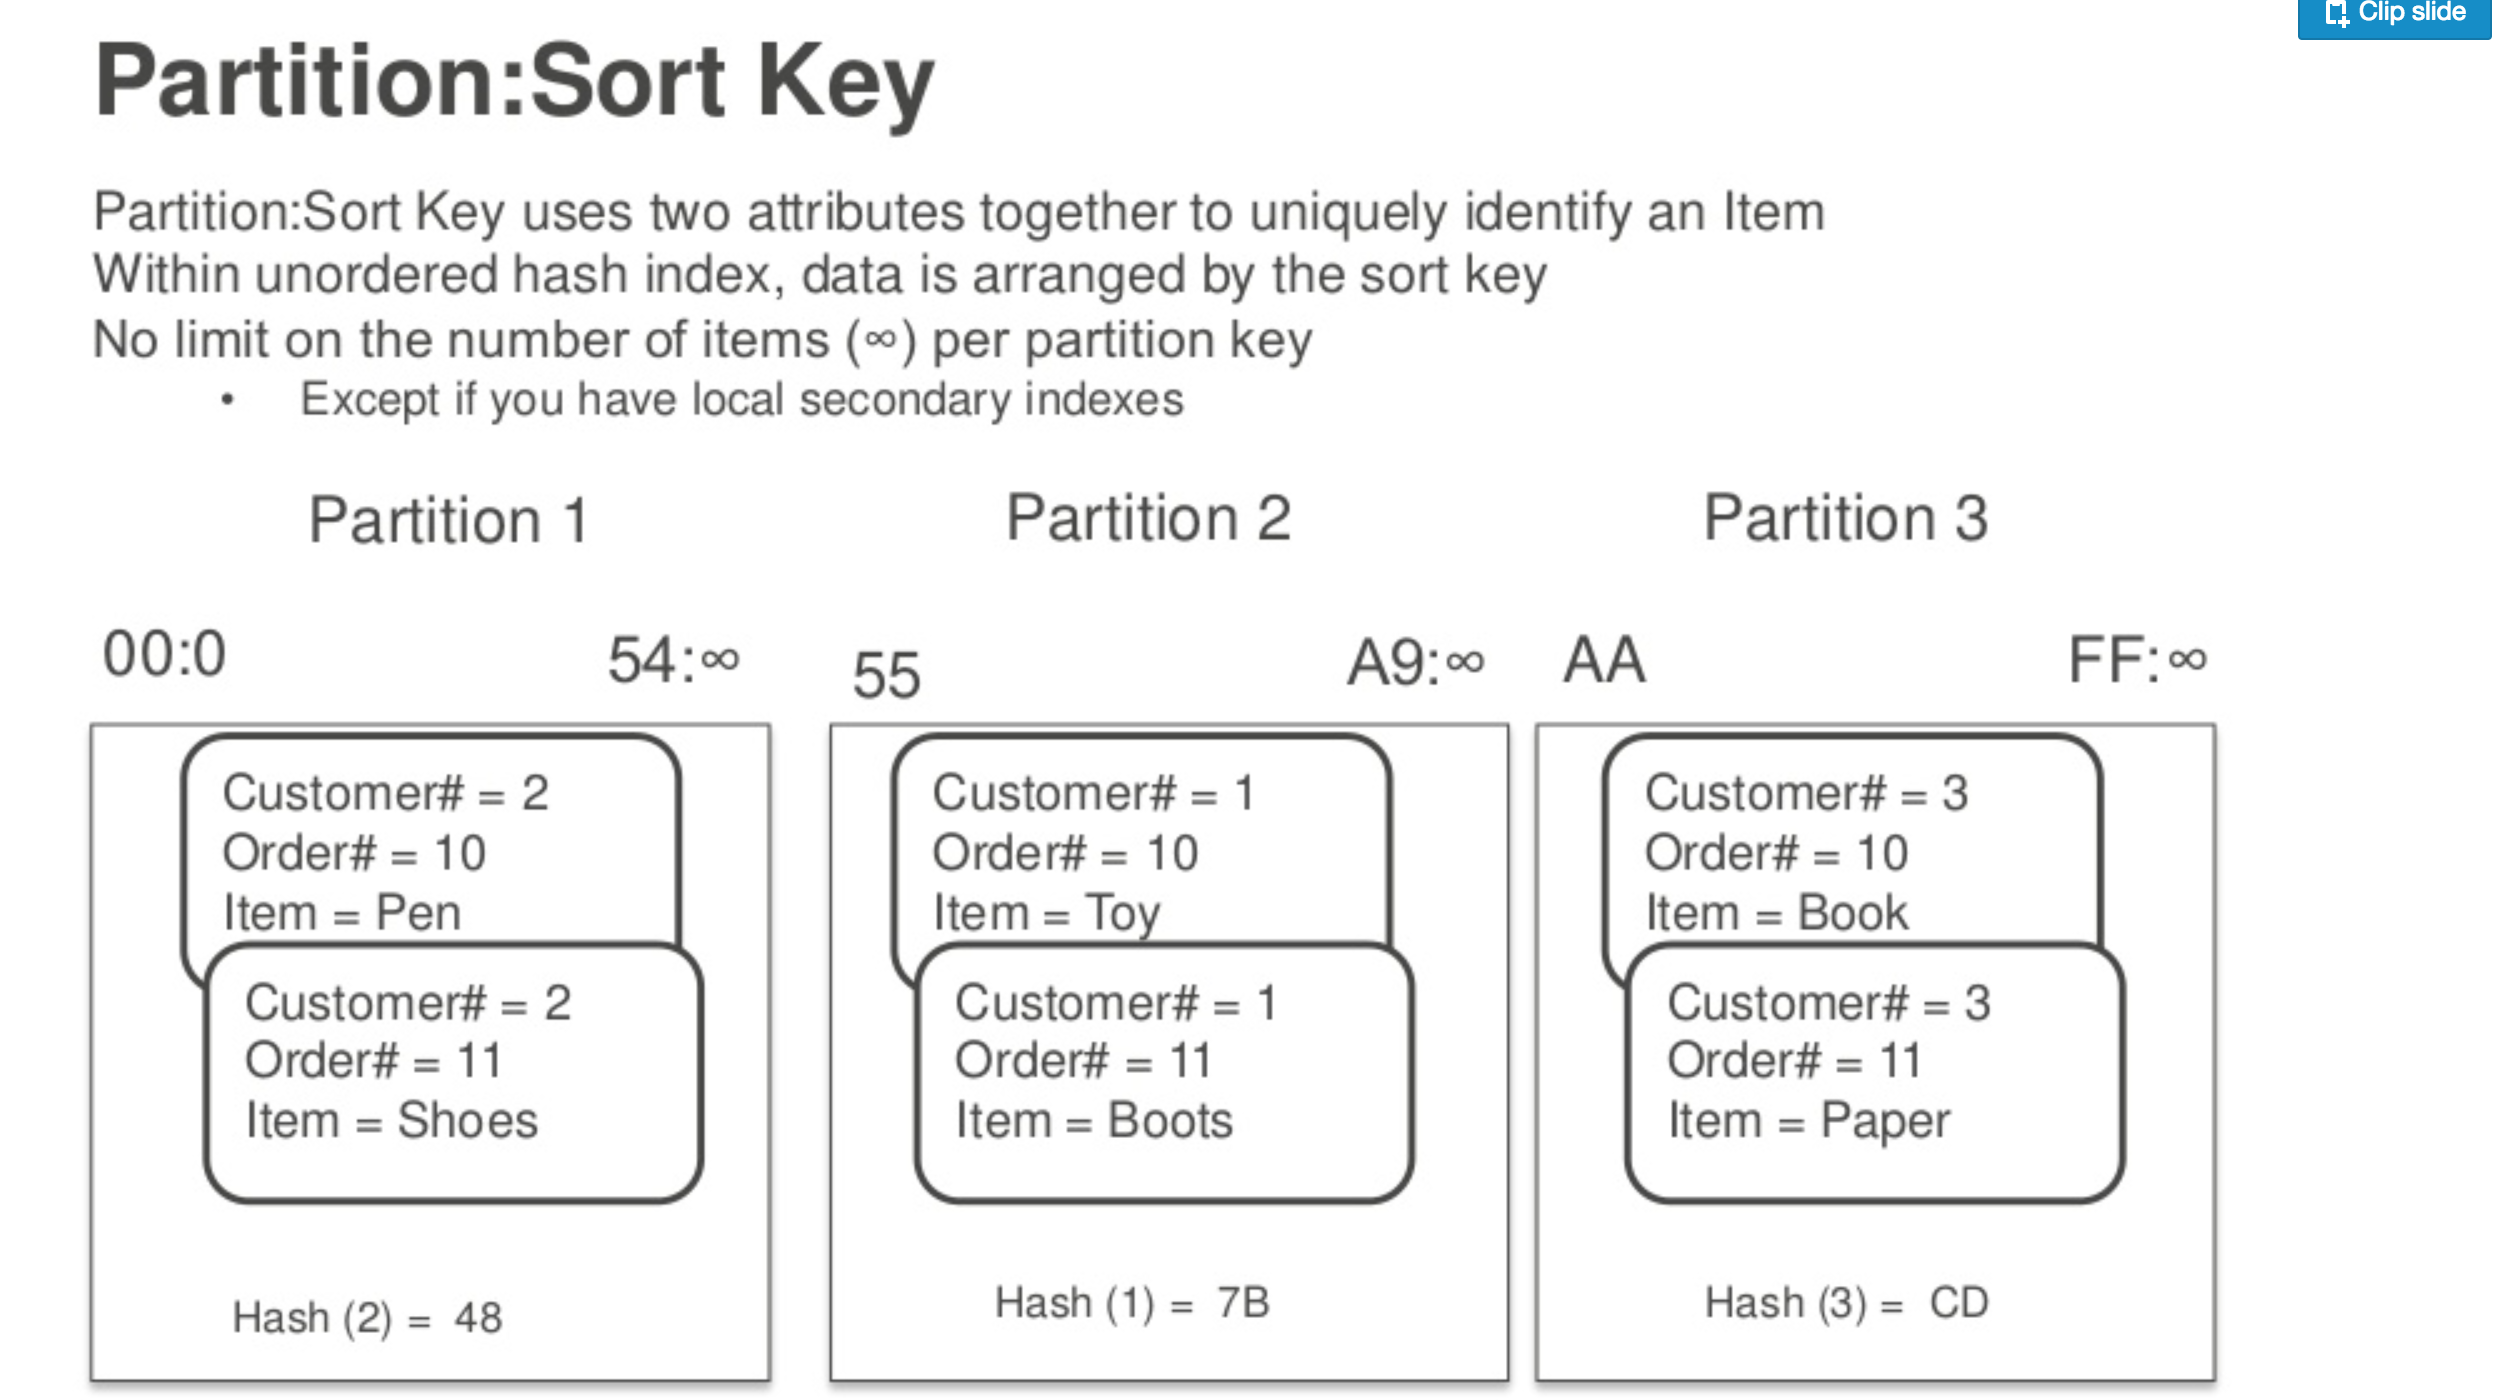 Clip slide
Partition:Sort Key
Partition:Sort Key uses two attributes together to uniquely identify an Item
Within unordered hash index, data is arranged by the sort key
No limit on the number of items (∞) per partition key
• Except if you have local secondary indexes
Partition 1
00:0 54:∞
Customer# = 2
Order# = 10
Item = Pen
Customer# = 2
Order# = 11
Item = Shoes
Hash (2) = 48
Partition 2
55 A9:∞
Customer# = 1
Order# = 10
Item = Toy
Customer# = 1
Order# = 11
Item = Boots
Hash (1) = 7B
Partition 3
AA FF:∞
Customer# = 3
Order# = 10
Item = Book
Customer# = 3
Order# = 11
Item = Paper
Hash (3) = CD